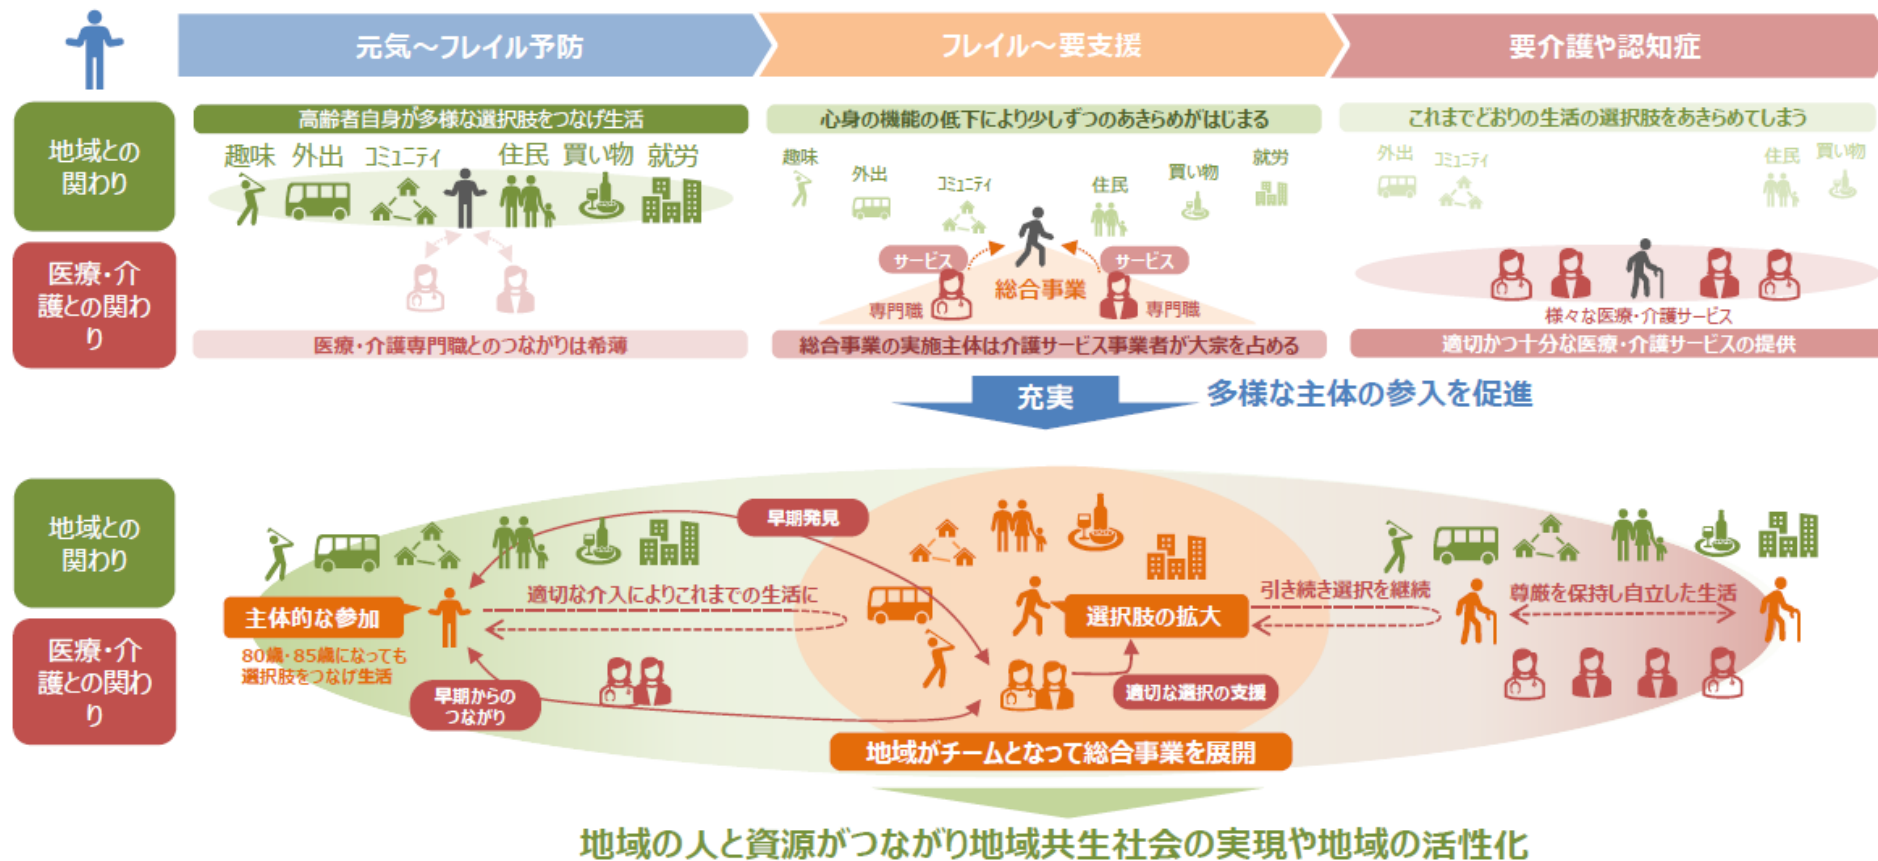 元気～フレイル予防
フレイル～要支援
要介護や認知症
地域との
関わり
高齢者自身が多様な選択肢をつなげ生活
心身の機能の低下により少しずつのあきらめがはじまる
これまでどおりの生活の選択肢をあきらめてしまう
趣味
外出
コミュニティ
住民
買い物
就労
趣味
外出
コミュニティ
住民
買い物
就労
外出
コミュニティ
住民
買い物
医療・介
護との関わ
り
サービス
サービス
総合事業
専門職
専門職
様々な医療・介護サービス
医療・介護専門職とのつながりは希薄
総合事業の実施主体は介護サービス事業者が大宗を占める
適切かつ十分な医療・介護サービスの提供
充実
多様な主体の参入を促進
地域との
関わり
早期発見
適切な介入によりこれまでの生活に
引き続き選択を継続
尊厳を保持し自立した生活
主体的な参加
選択肢の拡大
医療・介
護との関わ
り
80歳・85歳になっても
選択肢をつなげ生活
早期からの
つながり
適切な選択の支援
地域がチームとなって総合事業を展開
地域の人と資源がつながり地域共生社会の実現や地域の活性化